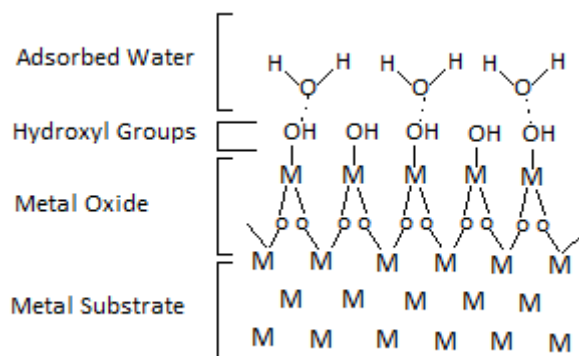 Adsorbed Water
H H H H H H
O O O
Hydroxyl Groups
OH OH OH OH OH
M M M M M
Metal Oxide
o o o o o o o o o o
M M M M M M
Metal Substrate
M M M M M
M M M M M M